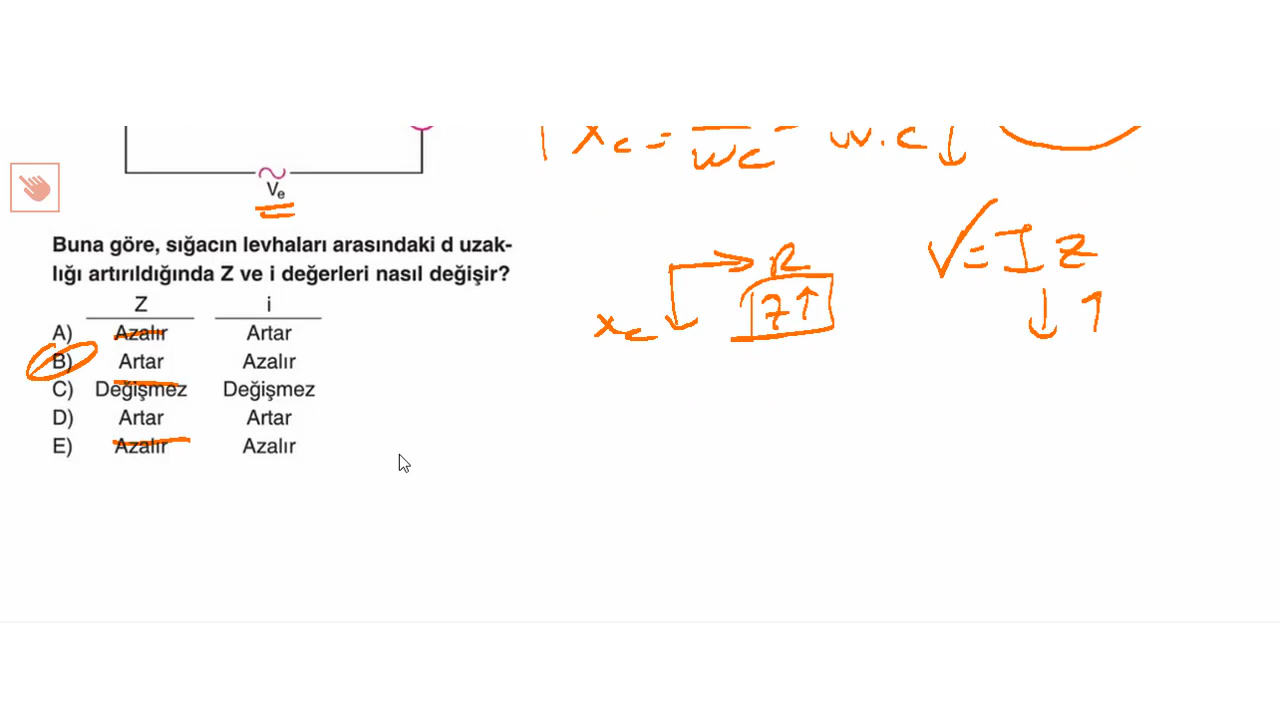 Xc = wc = w.c
Ve
Buna göre, sığacın levhaları arasındaki d uzak-
lığı artırıldığında Z ve i değerleri nasıl değişir?
Z i
A) Azalır Artar
B) Artar Azalır
C) Değişmez Değişmez
D) Artar Artar
E) Azalır Azalır
R
Xc
Z↑
V = I Z
↓ ↑